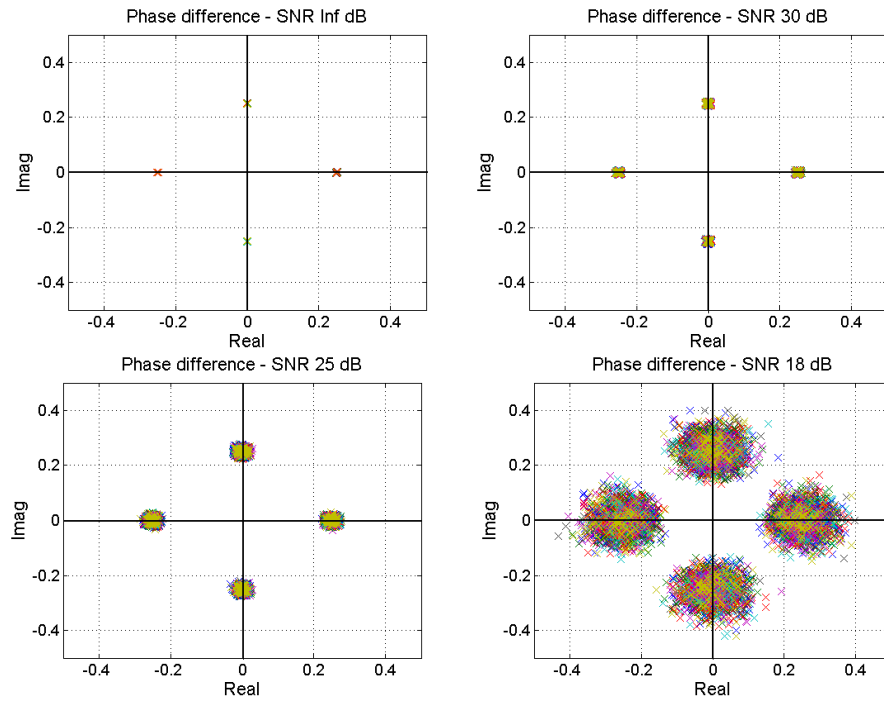 Phase difference - SNR Inf dB
Imag
0.4
0.2
0
-0.2
-0.4
-0.4 -0.2 0 0.2 0.4
Real
Phase difference - SNR 30 dB
Imag
0.4
0.2
0
-0.2
-0.4
-0.4 -0.2 0 0.2 0.4
Real
Phase difference - SNR 25 dB
Imag
0.4
0.2
0
-0.2
-0.4
-0.4 -0.2 0 0.2 0.4
Real
Phase difference - SNR 18 dB
Imag
0.4
0.2
0
-0.2
-0.4
-0.4 -0.2 0 0.2 0.4
Real